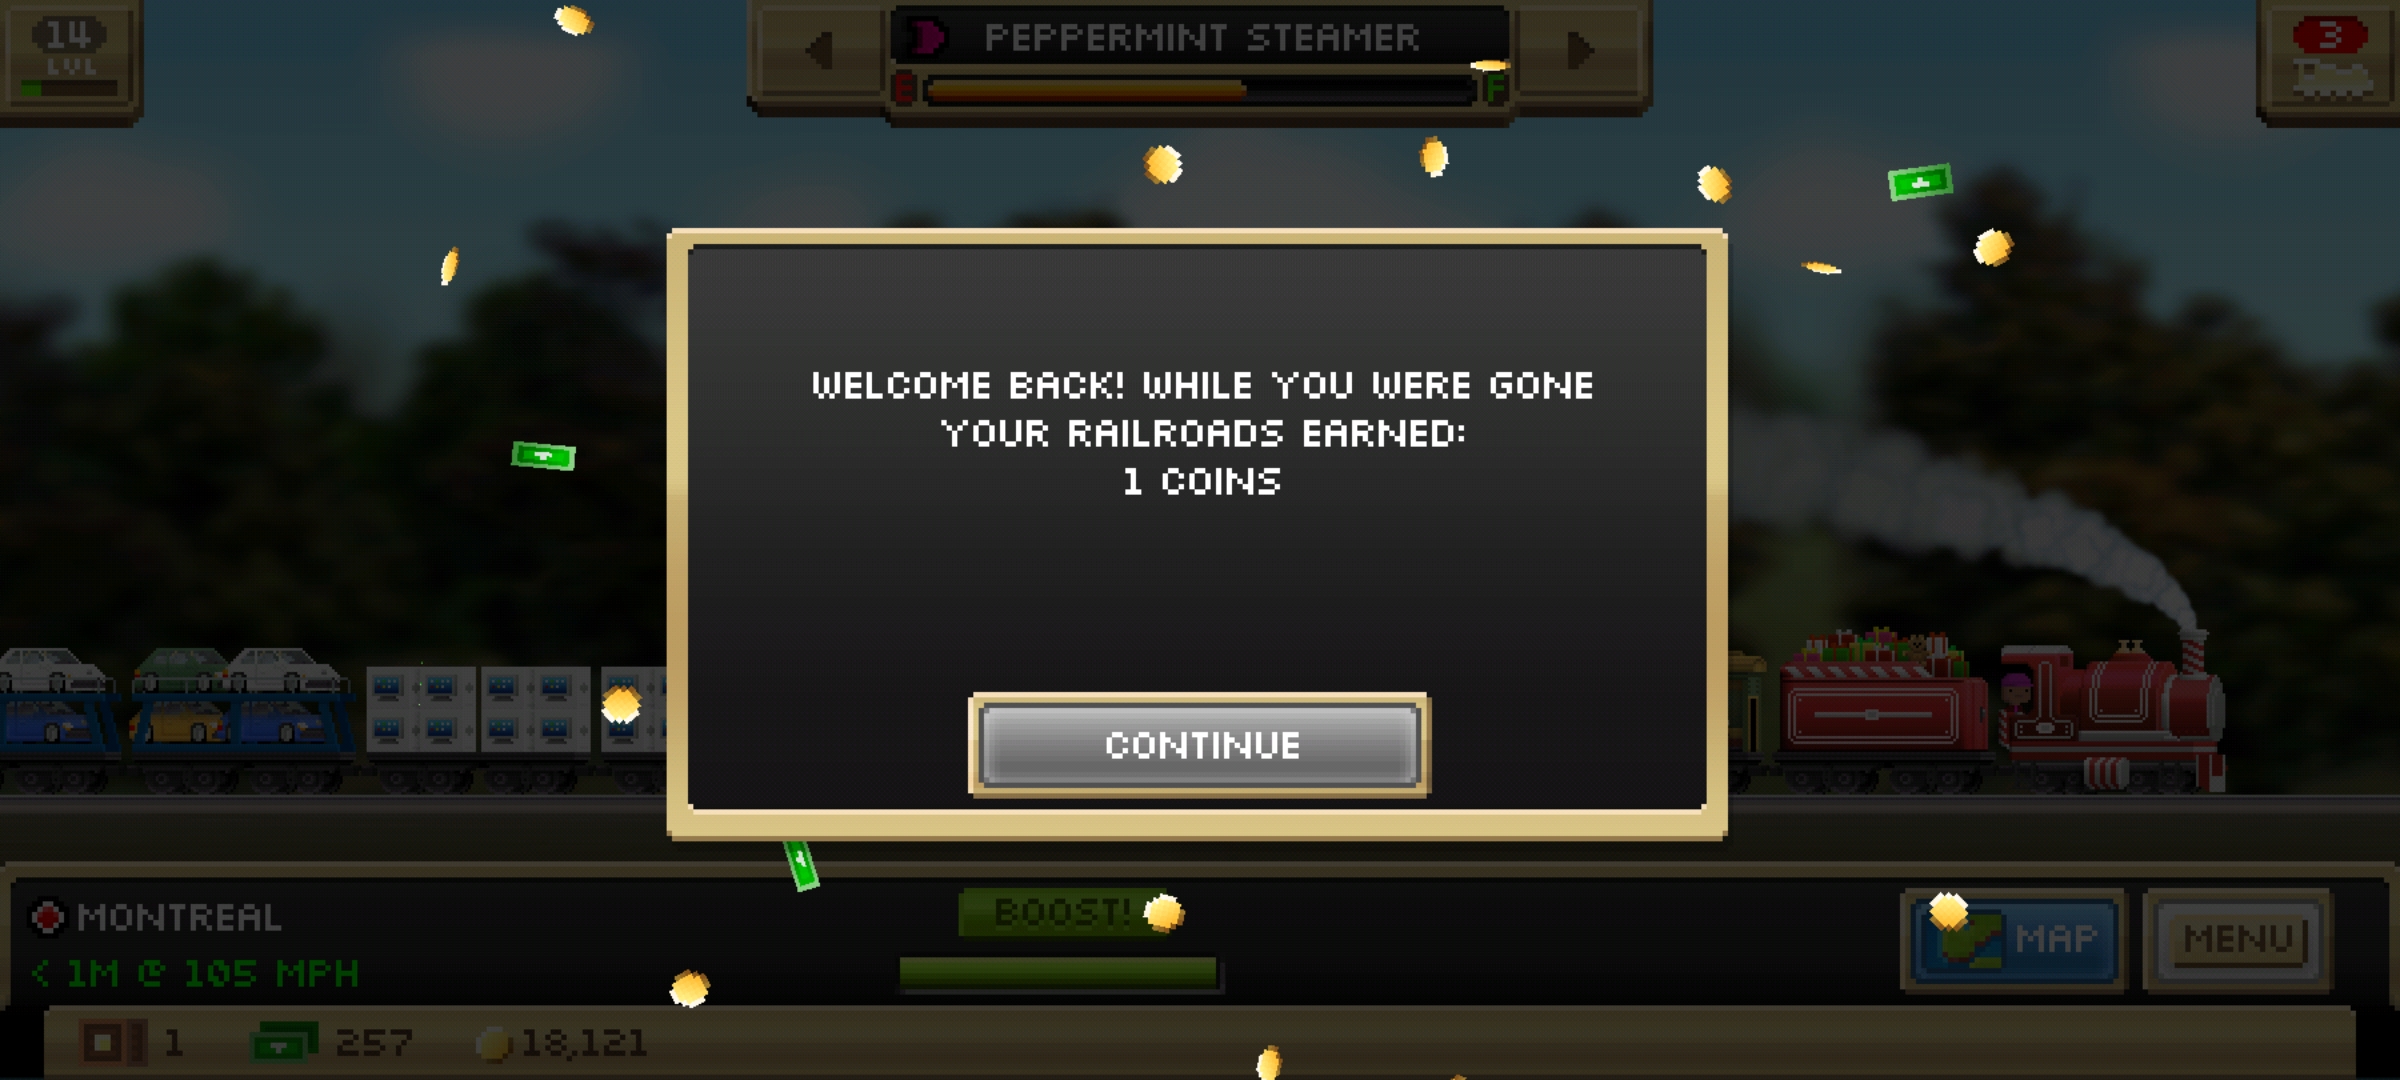 14
LVL
PEPPERMINT STEAMER
E F
3
WELCOME BACK! WHILE YOU WERE GONE
YOUR RAILROADS EARNED:
1 COINS
CONTINUE
MONTREAL
< 1M @ 105 MPH
BOOST!
MAP
MENU
1 257 18,121